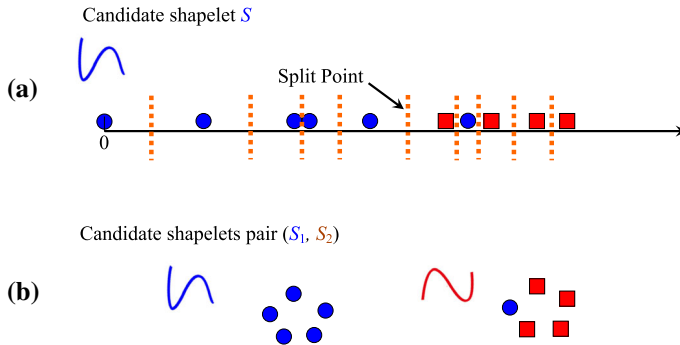 Candidate shapelet S
(a)
Split Point
0
Candidate shapelets pair (S₁, S₂)
(b)